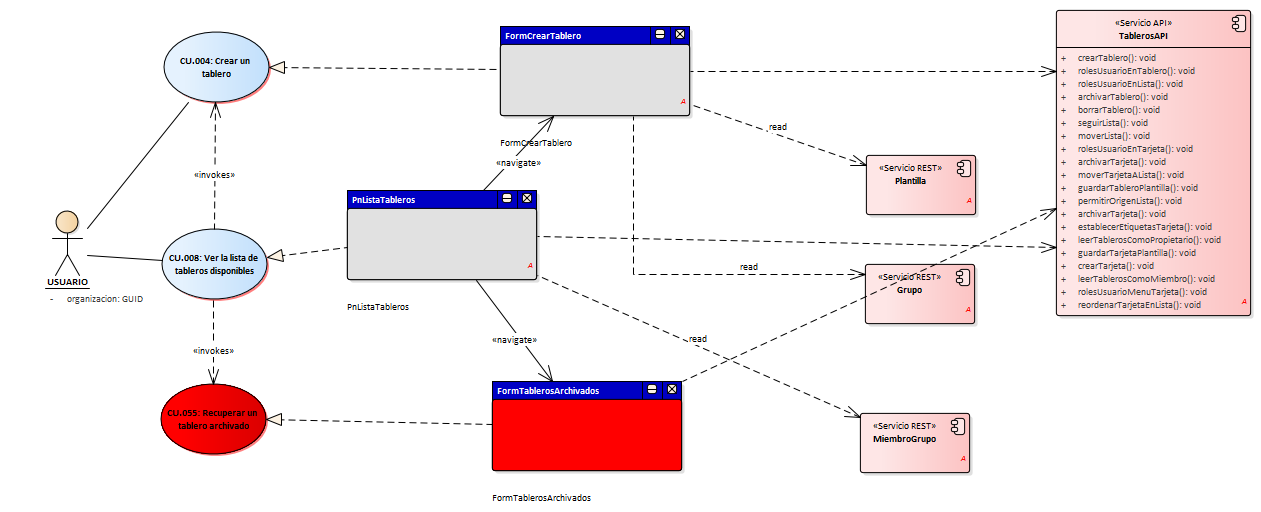 CU.004: Crear un
tablero
«invokes»
USUARIO
- organizacion: GUID
CU.008: Ver la lista de
tableros disponibles
«invokes»
CU.055: Recuperar un
tablero archivado
FormCrearTablero
A
FormCrearTablero
«navigate»
PnListaTableros
A
PnListaTableros
«navigate»
FormTablerosArchivados
FormTablerosArchivados
read
«Servicio REST»
Plantilla
A
read
«Servicio REST»
Grupo
A
read
«Servicio REST»
MiembroGrupo
A
«Servicio API»
TablerosAPI
+ crearTablero(): void
+ rolesUsuarioEnTablero(): void
+ rolesUsuarioEnLista(): void
+ archivarTablero(): void
+ borrarTablero(): void
+ seguirLista(): void
+ moverLista(): void
+ rolesUsuarioEnTarjeta(): void
+ archivarTarjeta(): void
+ moverTarjetaALista(): void
+ guardarTableroPlantilla(): void
+ permitirOrigenLista(): void
+ archivarTarjeta(): void
+ establecerEtiquetasTarjeta(): void
+ leerTablerosComoPropietario(): void
+ guardarTarjetaPlantilla(): void
+ crearTarjeta(): void
+ leerTablerosComoMiembro(): void
+ rolesUsuarioMenuTarjeta(): void
+ reordenarTarjetaEnLista(): void
A